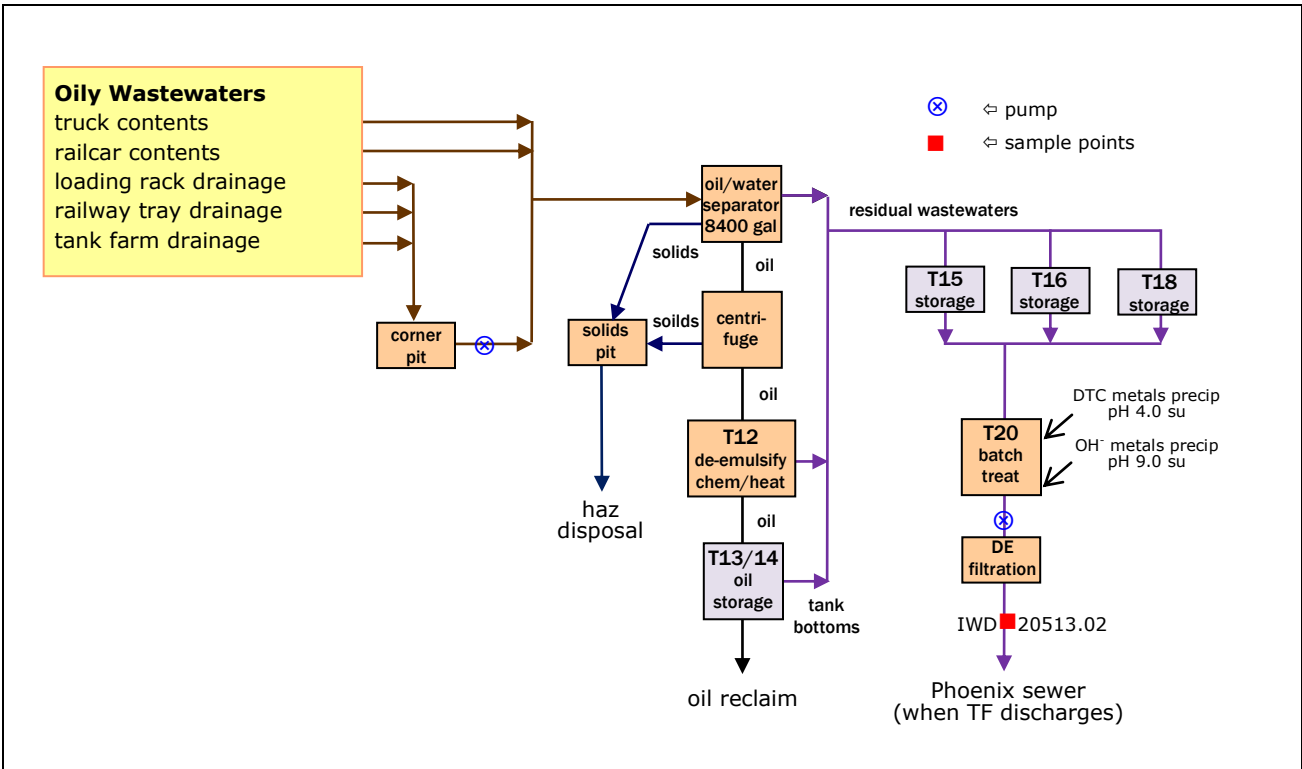 Oily Wastewaters
truck contents
railcar contents
loading rack drainage
railway tray drainage
tank farm drainage
⇦ pump
⇦ sample points
corner
pit
oil/water
separator
8400 gal
solids
oil
soilds
solids
pit
centri-
fuge
oil
haz
disposal
T12
de-emulsify
chem/heat
oil
T13/14
oil
storage
tank
bottoms
oil reclaim
residual wastewaters
T15
storage
T16
storage
T18
storage
T20
batch
treat
DTC metals precip
pH 4.0 su
OH⁻ metals precip
pH 9.0 su
DE
filtration
IWD 20513.02
Phoenix sewer
(when TF discharges)